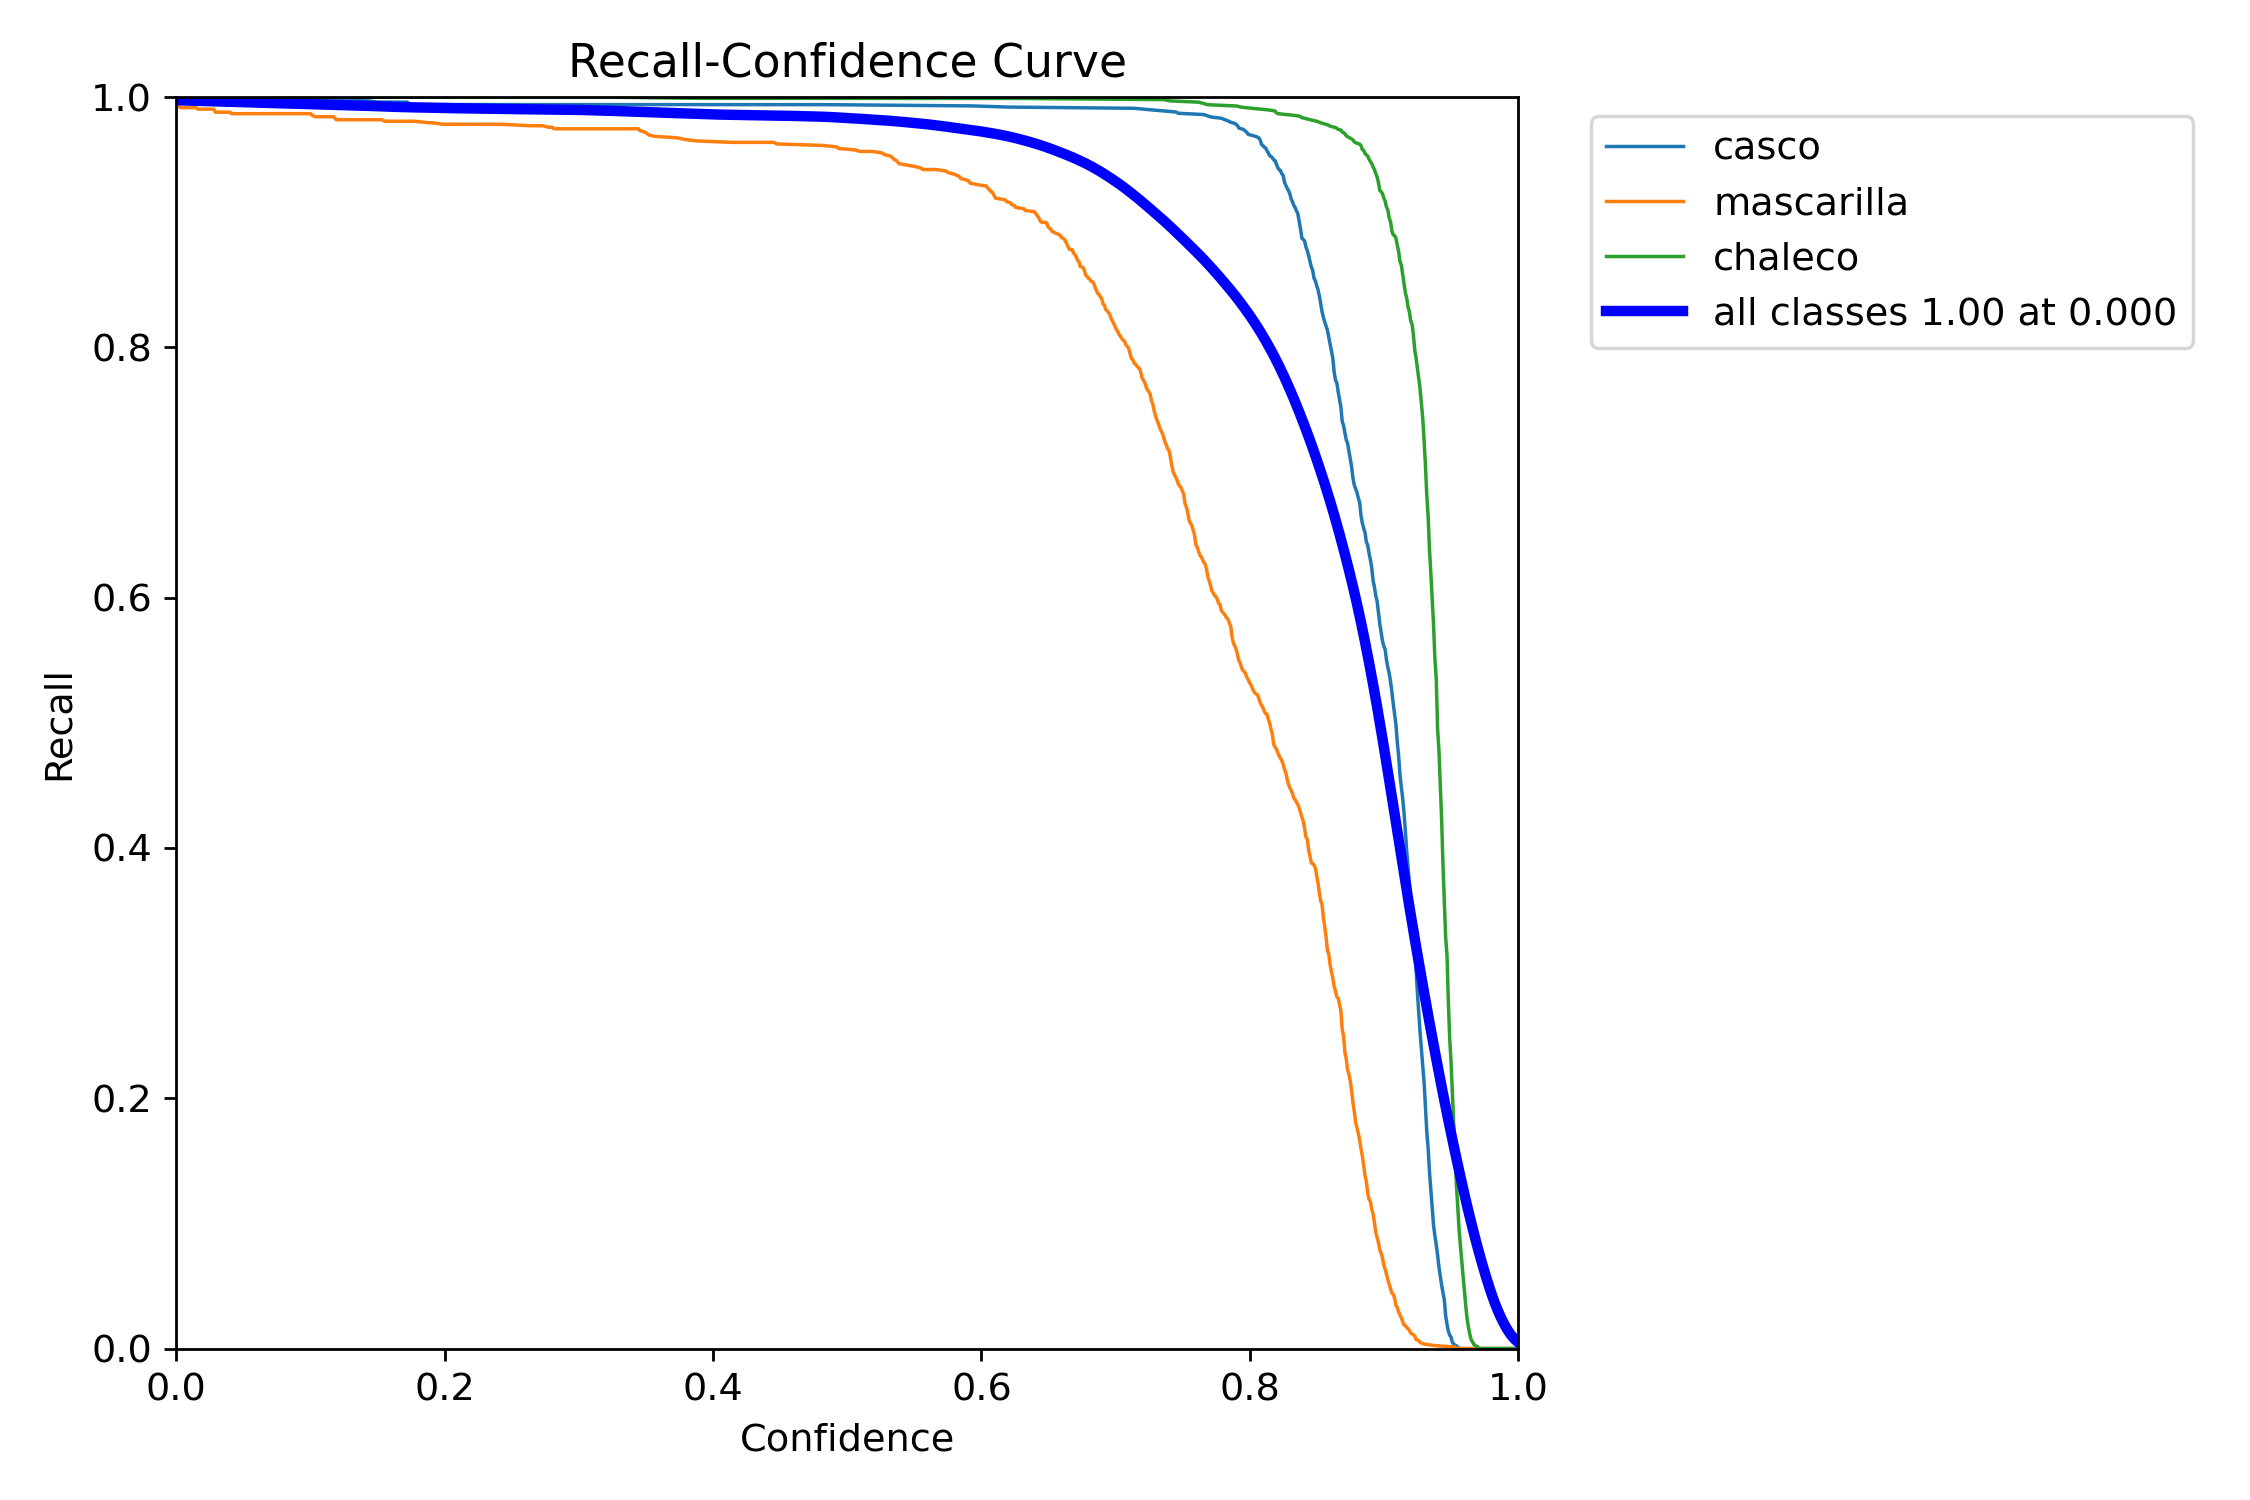 Recall-Confidence Curve
1.0
0.8
0.6
0.4
0.2
0.0
Recall
0.0 0.2 0.4 0.6 0.8 1.0
Confidence
casco
mascarilla
chaleco
all classes 1.00 at 0.000